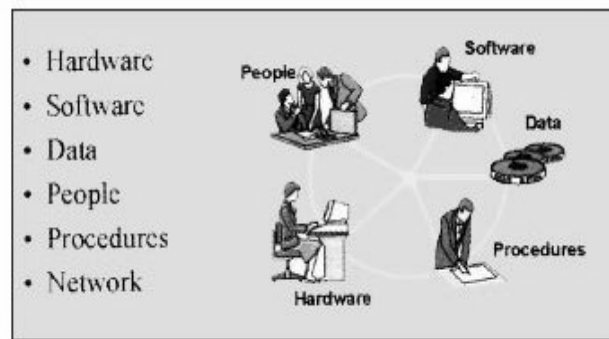 • Hardware
• Software
• Data
• People
• Procedures
• Network
Software
People
Data
Procedures
Hardware